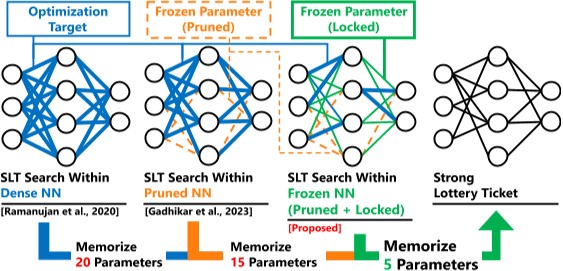 Optimization
Target
Frozen Parameter
(Pruned)
Frozen Parameter
(Locked)
SLT Search Within
Dense NN
[Ramanujan et al., 2020]
SLT Search Within
Pruned NN
[Gadhikar et al., 2023]
SLT Search Within
Frozen NN
(Pruned + Locked)
[Proposed]
Strong
Lottery Ticket
Memorize
20 Parameters
Memorize
15 Parameters
Memorize
5 Parameters